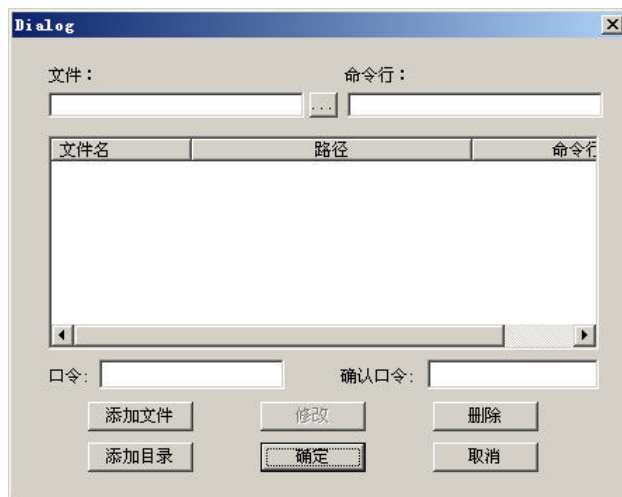 Dialog
文件： 命令行：
...
文件名 路径 命令行
口令: 确认口令:
添加文件 修改 删除
添加目录 确定 取消